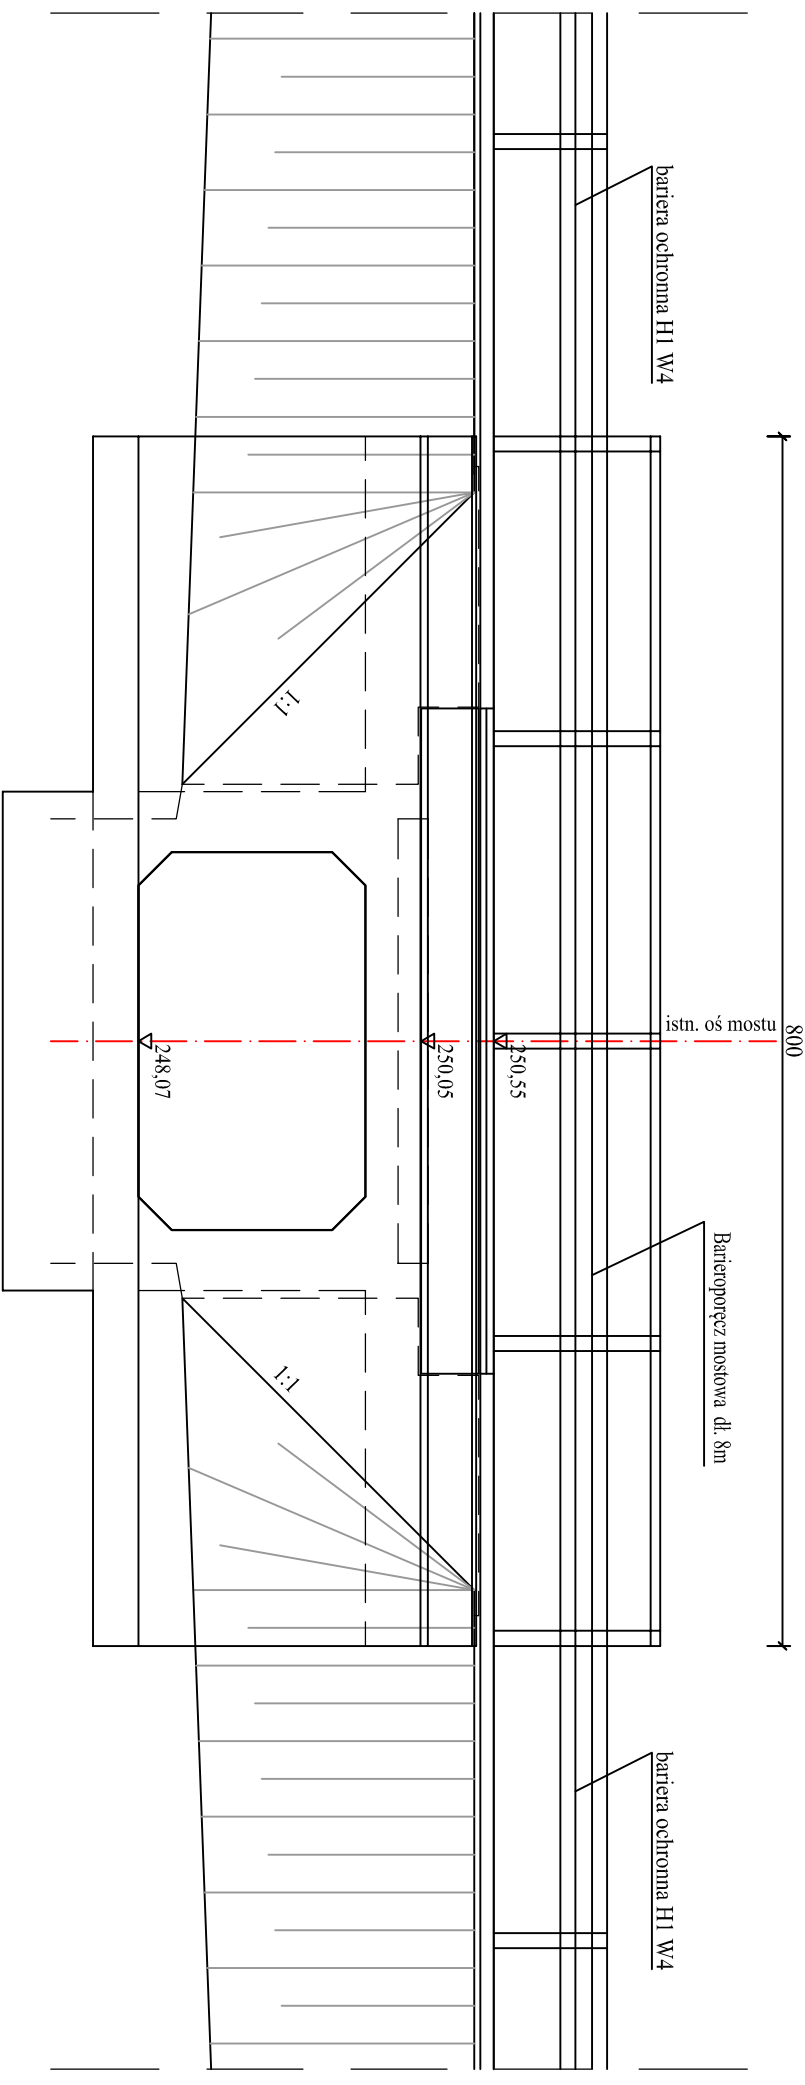 800
bariera ochronna H1 W4
Barieroporęcz mostowa dł. 8m
bariera ochronna H1 W4
istn. oś mostu
250,55
250,05
248,07
1:1
1:1